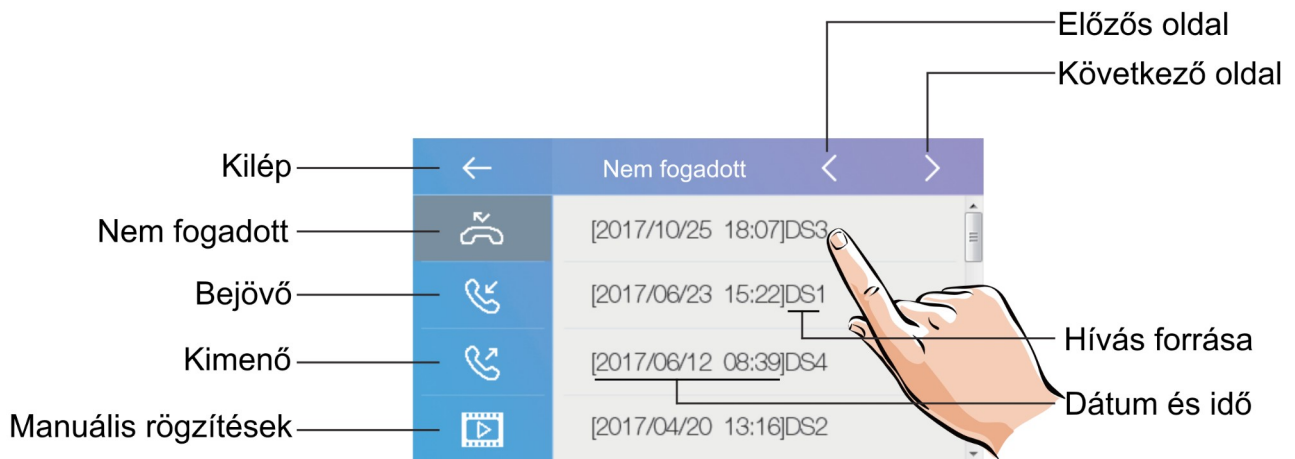 Előzős oldal
Következő oldal
Kilép
Nem fogadott
Nem fogadott
[2017/10/25 18:07]DS3
Bejövő
[2017/06/23 15:22]DS1
Hívás forrása
Kimenő
[2017/06/12 08:39]DS4
Dátum és idő
Manuális rögzítések
[2017/04/20 13:16]DS2